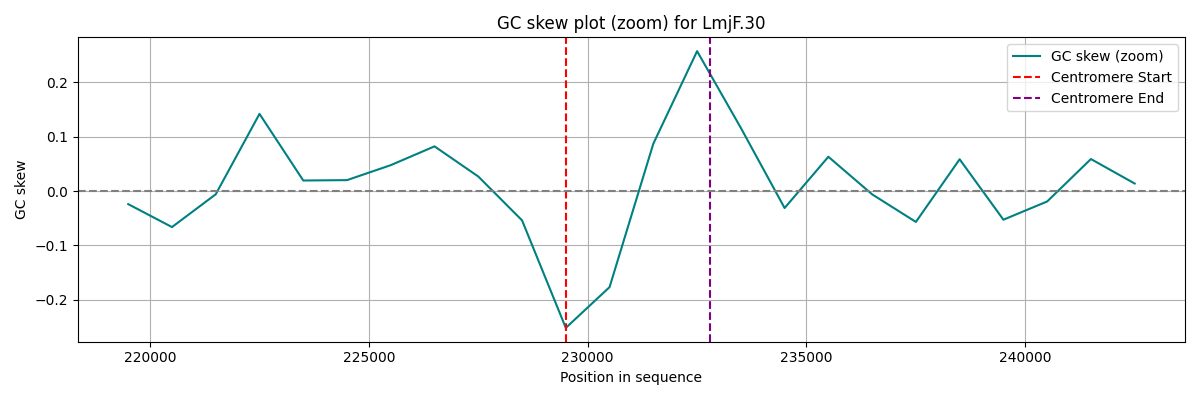 GC skew plot (zoom) for LmjF.30
GC skew (zoom)
Centromere Start
Centromere End
GC skew
0.2
0.1
0.0
−0.1
−0.2
220000
225000
230000
235000
240000
Position in sequence